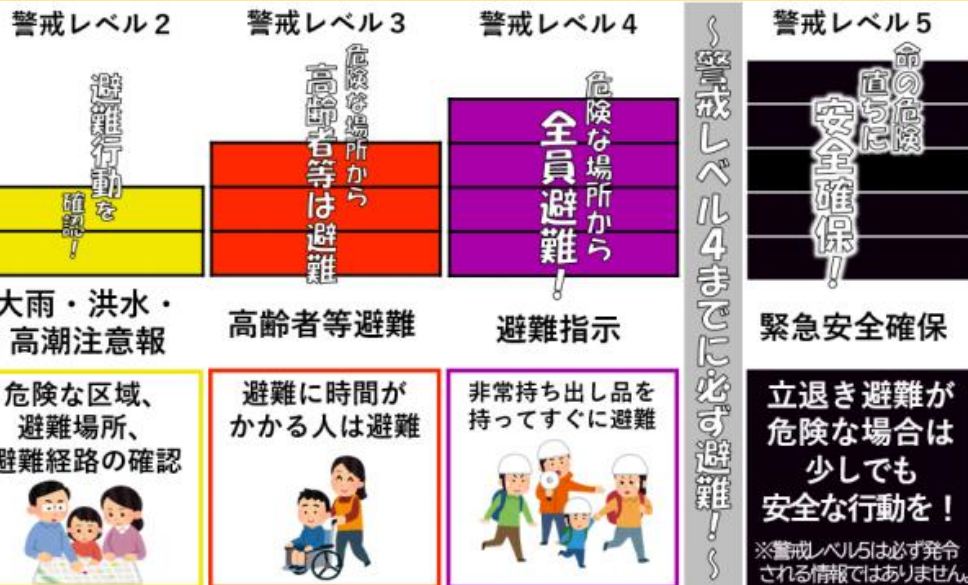 警戒レベル2
避難行動を
確認！
大雨・洪水・
高潮注意報
危険な区域、
避難場所、
避難経路の確認
警戒レベル3
危険な場所から
高齢者等は避難
高齢者等避難
避難に時間が
かかる人は避難
警戒レベル4
危険な場所から
全員避難！
避難指示
非常持ち出し品を
持ってすぐに避難
～警戒レベル4までに必ず避難！～
警戒レベル5
命の危険
直ちに
安全確保！
緊急安全確保
立退き避難が
危険な場合は
少しでも
安全な行動を！
※警戒レベル5は必ず発令
される情報ではありません